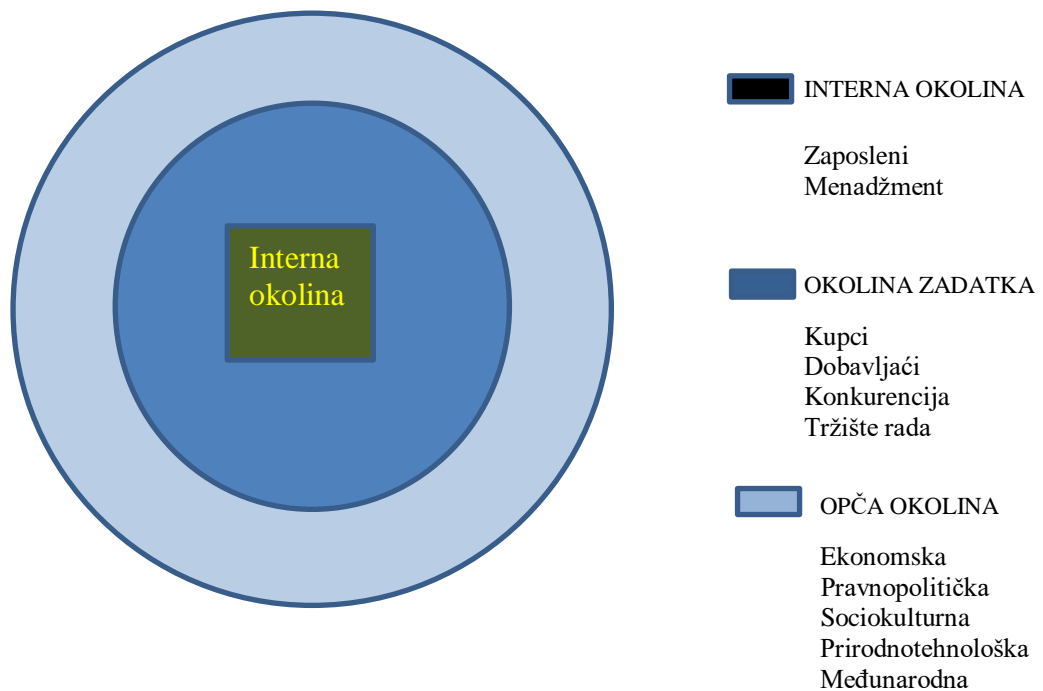 Interna
okolina
INTERNA OKOLINA
Zaposleni
Menadžment
OKOLINA ZADATKA
Kupci
Dobavljaći
Konkurencija
Tržište rada
OPČA OKOLINA
Ekonomska
Pravnopolitička
Sociokulturna
Prirodnotehnološka
Međunarodna